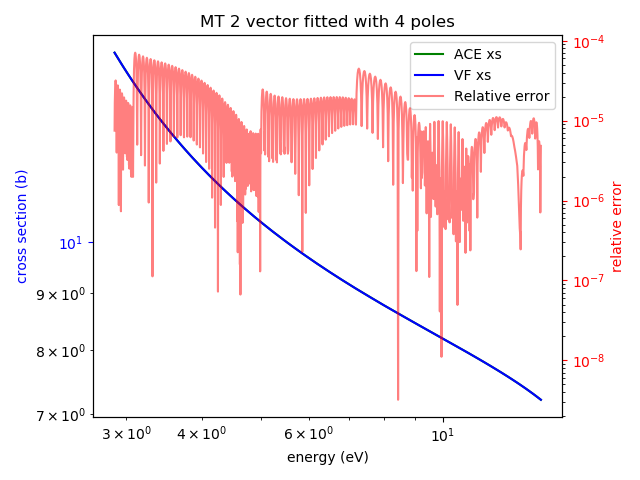 MT 2 vector fitted with 4 poles
ACE xs
VF xs
Relative error
cross section (b)
10¹
9 × 10⁰
8 × 10⁰
7 × 10⁰
3 × 10⁰
4 × 10⁰
6 × 10⁰
10¹
energy (eV)
10⁻⁴
10⁻⁵
10⁻⁶
10⁻⁷
10⁻⁸
relative error